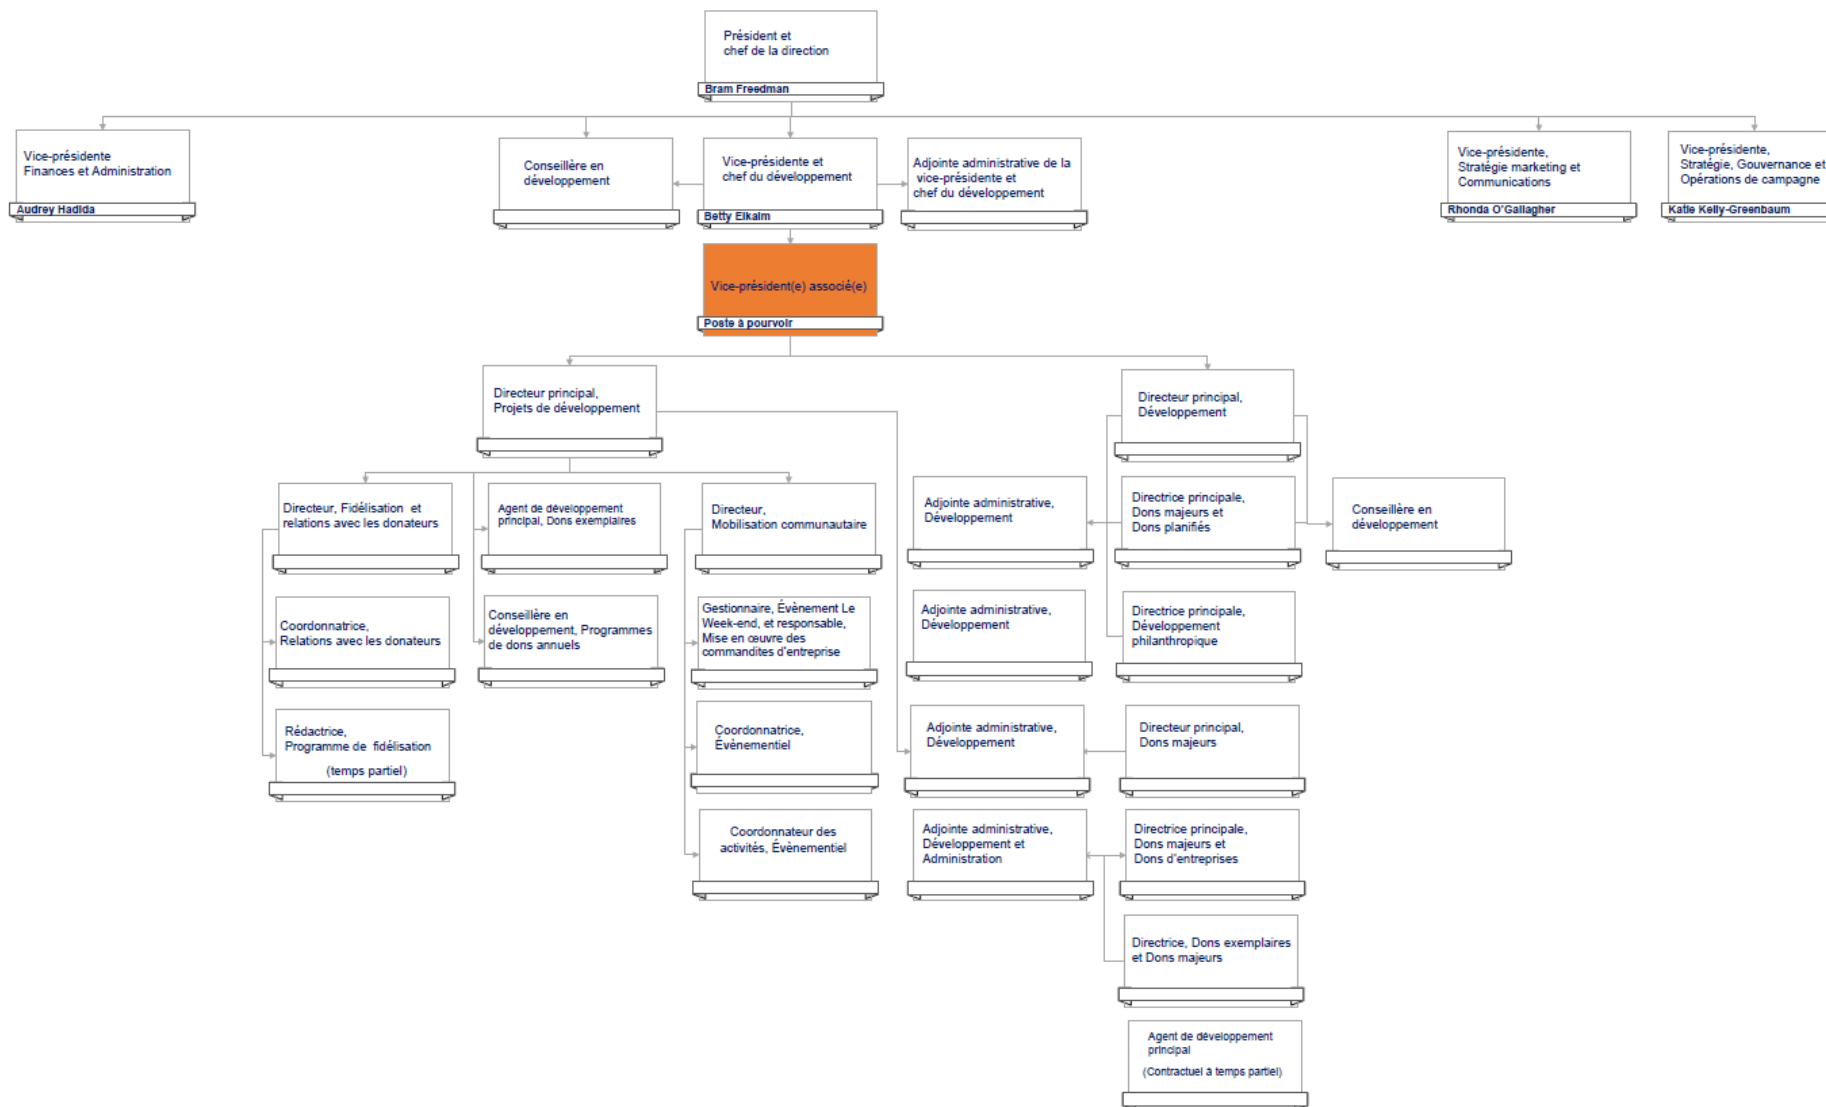 Président et
chef de la direction
Bram Freedman
Vice-présidente
Finances et Administration
Audrey Hadida
Conseillère en
développement
Vice-présidente et
chef du développement
Betty Elkaim
Adjointe administrative de la
vice-présidente et
chef du développement
Vice-présidente,
Stratégie marketing et
Communications
Rhonda O'Gallagher
Vice-présidente,
Stratégie, Gouvernance et
Opérations de campagne
Katie Kelly-Greenbaum
Vice-président(e) associé(e)
Poste à pourvoir
Directeur principal,
Projets de développement
Directeur principal,
Développement
Directeur, Fidélisation et
relations avec les donateurs
Agent de développement
principal, Dons exemplaires
Directeur,
Mobilisation communautaire
Adjointe administrative,
Développement
Directrice principale,
Dons majeurs et
Dons planifiés
Conseillère en
développement
Coordonnatrice,
Relations avec les donateurs
Conseillère en
développement, Programmes
de dons annuels
Gestionnaire, Évènement Le
Week-end, et responsable,
Mise en œuvre des
commandites d'entreprise
Adjointe administrative,
Développement
Directrice principale,
Développement
philanthropique
Rédactrice,
Programme de fidélisation
(temps partiel)
Coordonnatrice,
Évènementiel
Adjointe administrative,
Développement
Directeur principal,
Dons majeurs
Coordonnateur des
activités, Évènementiel
Adjointe administrative,
Développement et
Administration
Directrice principale,
Dons majeurs et
Dons d'entreprises
Directrice, Dons exemplaires
et Dons majeurs
Agent de développement
principal
(Contractuel à temps partiel)